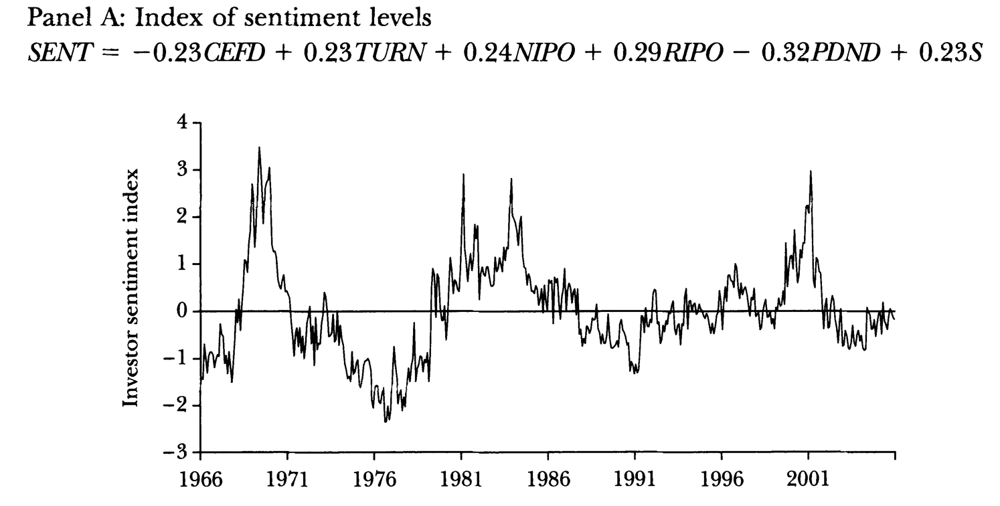 Panel A: Index of sentiment levels
SENT = −0.23CEFD + 0.23TURN + 0.24NIPO + 0.29RIPO − 0.32PDND + 0.23S
Investor sentiment index
4
3
2
1
0
−1
−2
−3
1966 1971 1976 1981 1986 1991 1996 2001